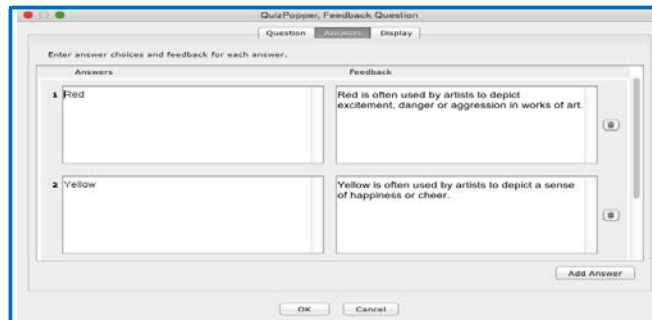 QuizPopper, Feedback Question
Question Answers Display
Enter answer choices and feedback for each answer.
Answers Feedback
1 Red
Red is often used by artists to depict
excitement, danger or aggression in works of art.
2 Yellow
Yellow is often used by artists to depict a sense
of happiness or cheer.
Add Answer
OK Cancel